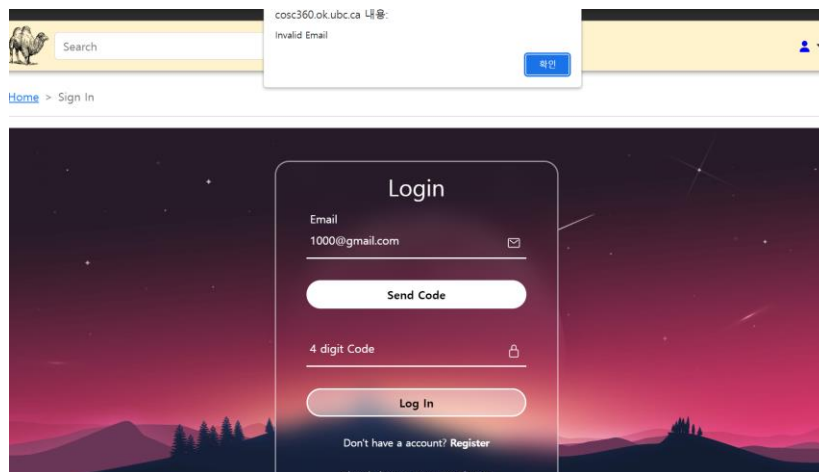 cosc360.ok.ubc.ca 내용:
Invalid Email
확인
Search
Home > Sign In
Login
Email
1000@gmail.com
Send Code
4 digit Code
Log In
Don't have a account? Register